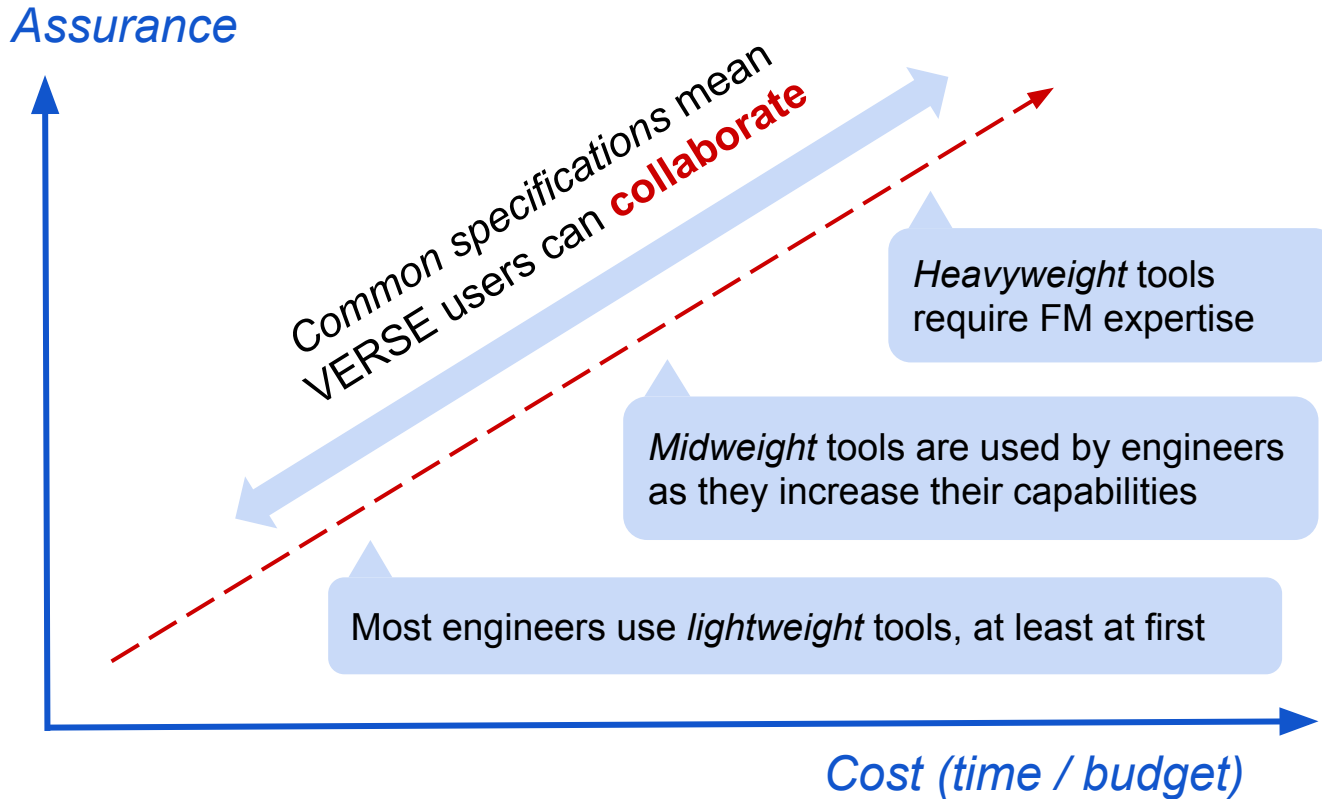 Assurance
Common specifications mean
VERSE users can collaborate
Heavyweight tools
require FM expertise
Midweight tools are used by engineers
as they increase their capabilities
Most engineers use lightweight tools, at least at first
Cost (time / budget)